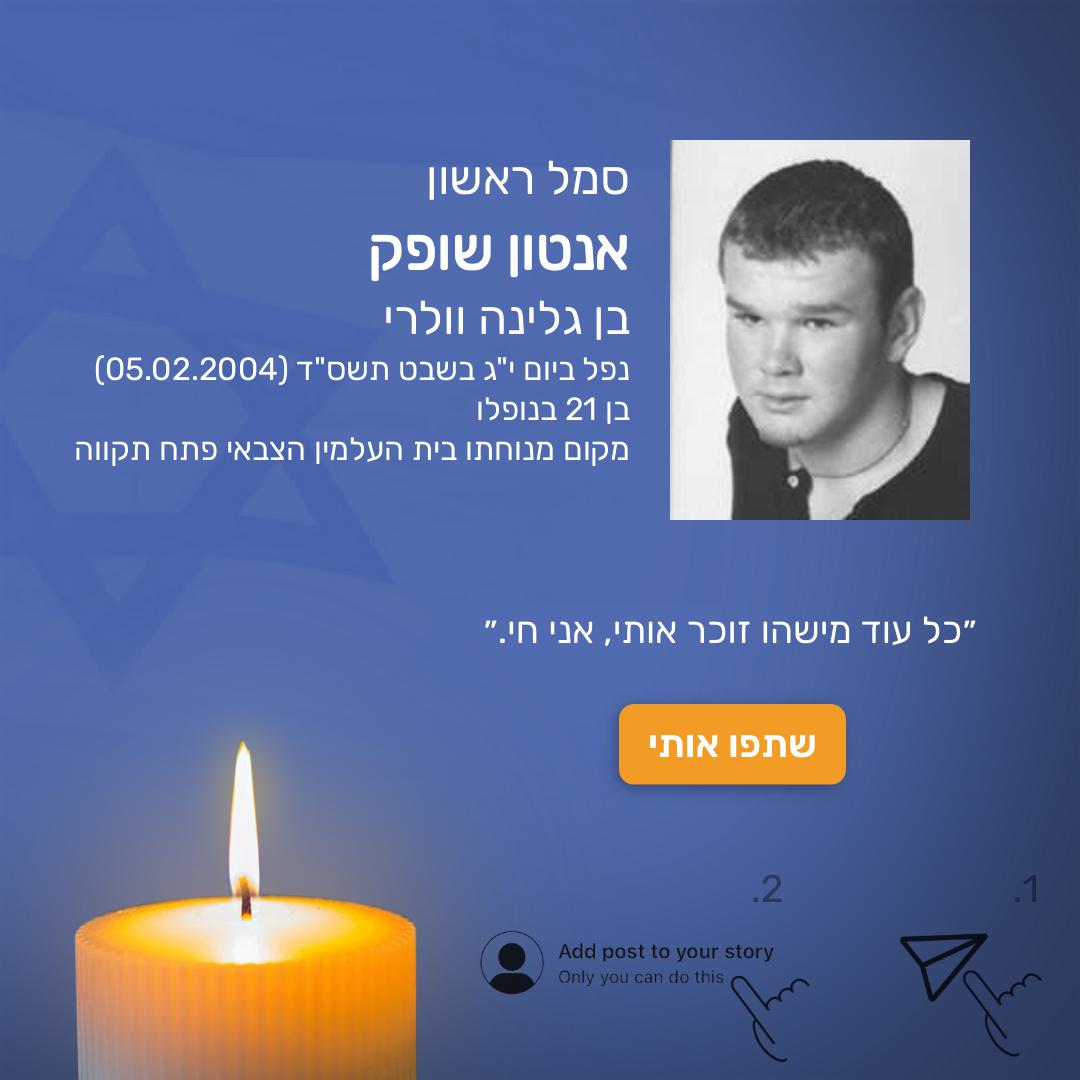 סמל ראשון
אנטון שופק
בן גלינה וולרי
נפל ביום י"ג בשבט תשס"ד (05.02.2004)
בן 21 בנופלו
מקום מנוחתו בית העלמין הצבאי פתח תקווה
״כל עוד מישהו זוכר אותי, אני חי.״
שתפו אותי
1.
2.
Add post to your story
Only you can do this